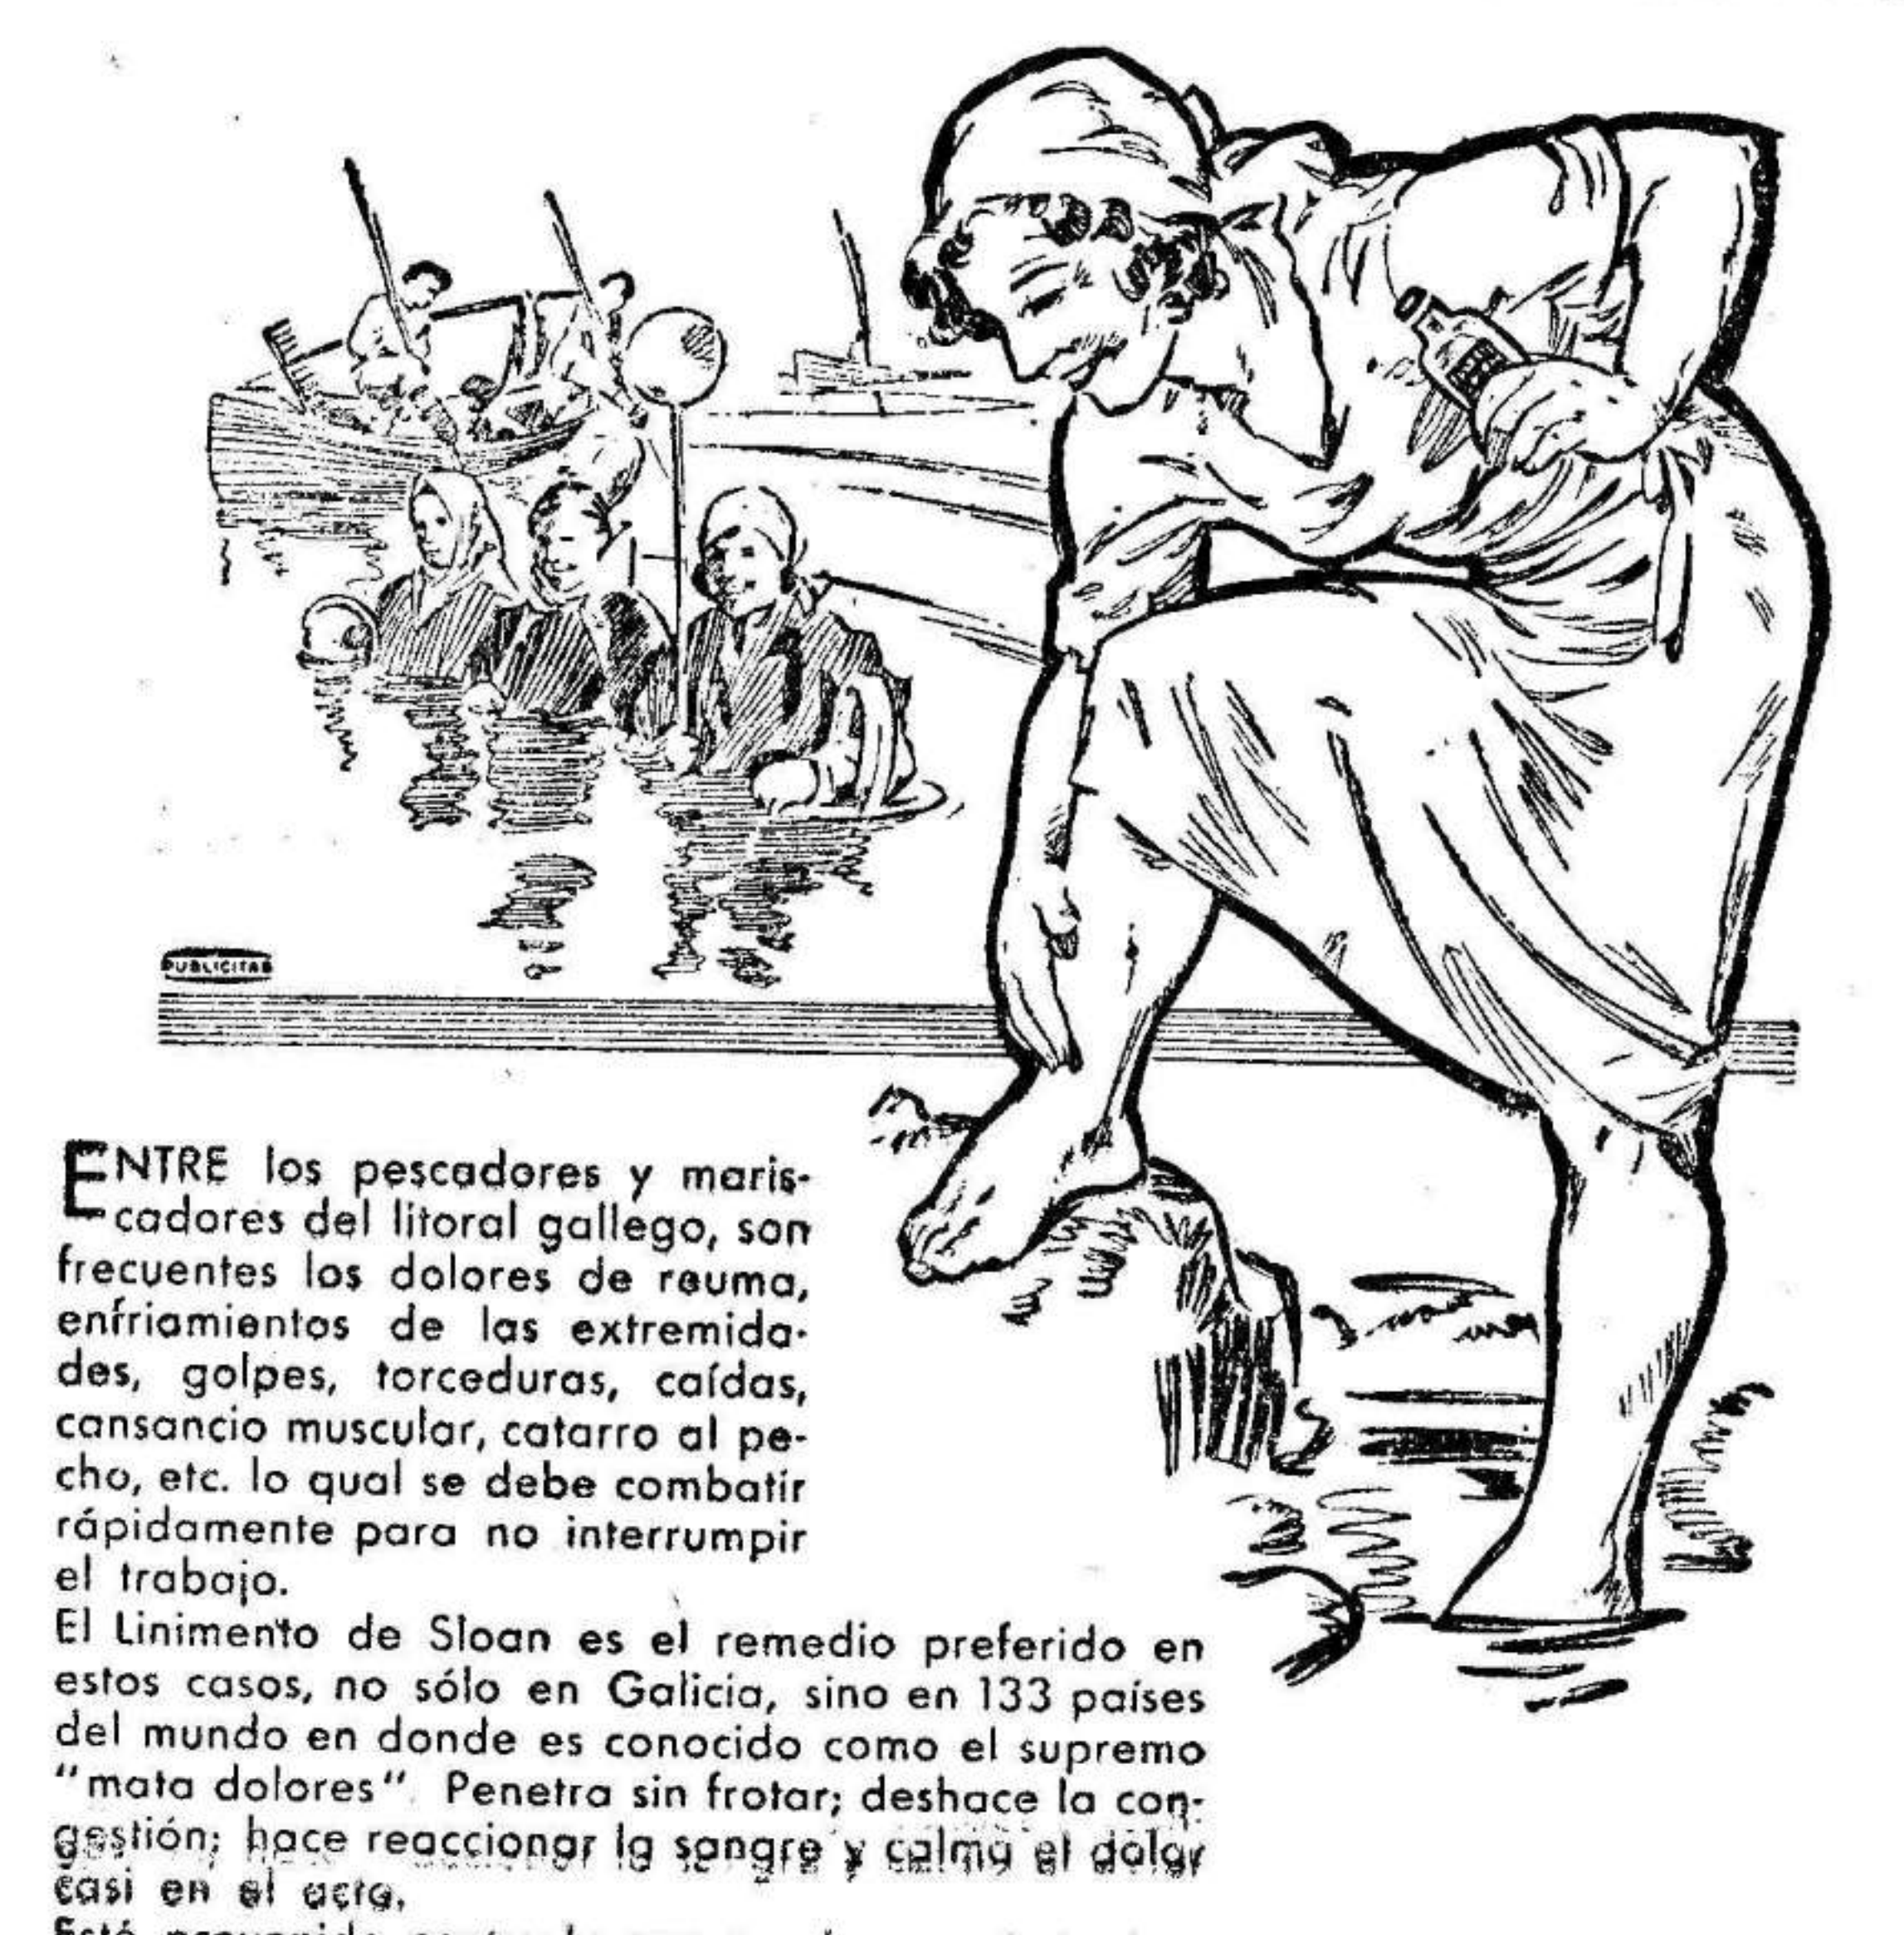 PUBLICITAS
ENTRE los pescadores y maris-
cadores del litoral gallego, son
frecuentes los dolores de reuma,
enfriamientos de las extremida-
des, golpes, torceduras, caídas,
cansancio muscular, catarro al pe-
cho, etc. lo qual se debe combatir
rápidamente para no interrumpir
el trabajo.
El Linimento de Sloan es el remedio preferido en
estos casos, no sólo en Galicia, sino en 133 países
del mundo en donde es conocido como el supremo
"mata dolores". Penetra sin frotar; deshace la con-
gestión; hace reaccionar la sangre y calma el dolor
casi en el acto.